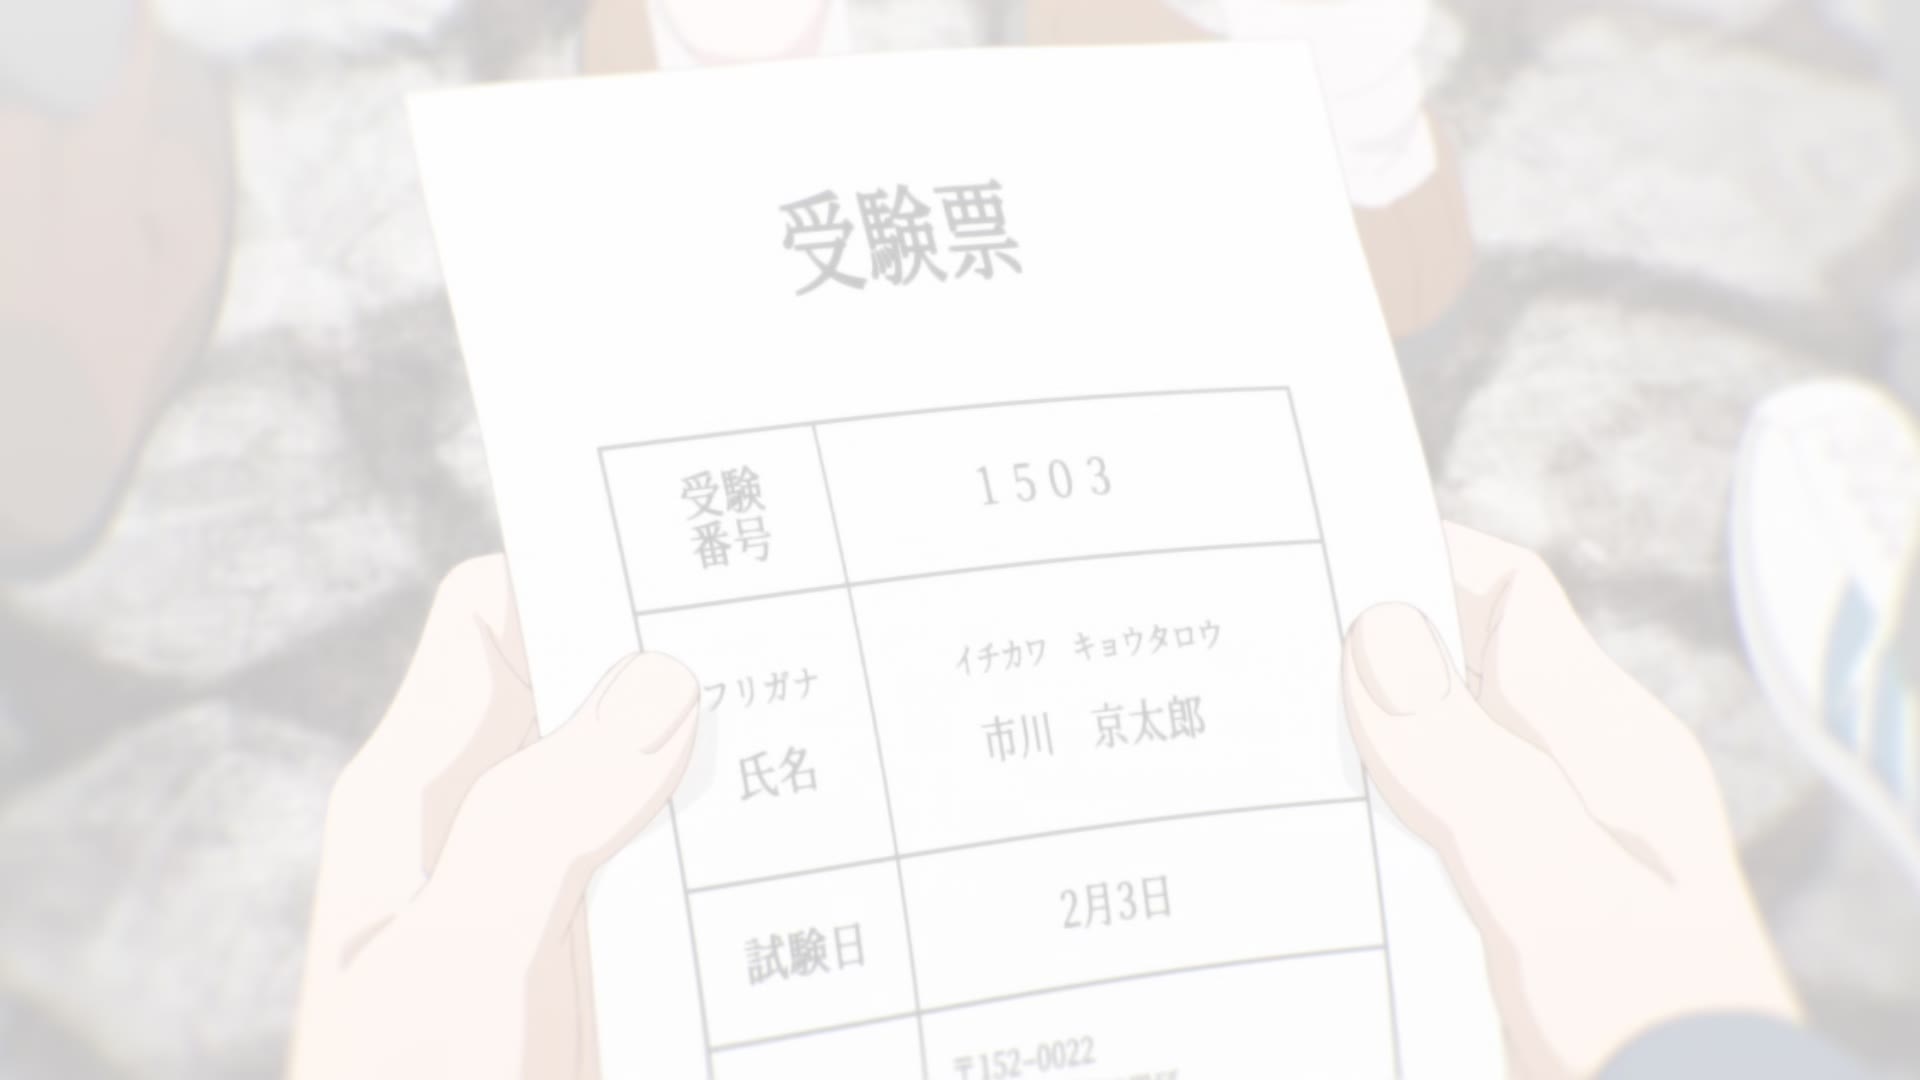 受験票
受験
番号
1503
フリガナ
イチカワ キョウタロウ
氏名
市川 京太郎
試験日
2月3日
〒152-0022